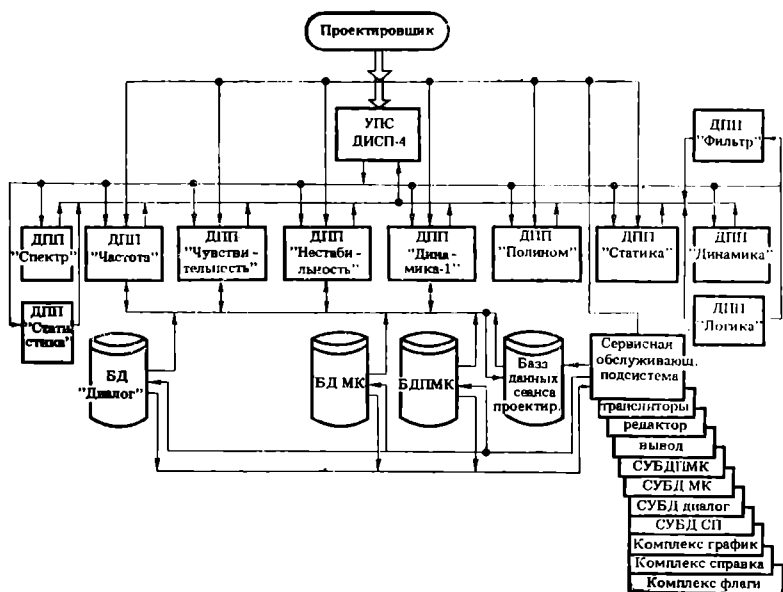 Проектировщик
УПС
ДИСП-4
ДПП
"Фильтр"
ДПП
"Спектр"
ДПП
"Частота"
ДПП
"Чувстви-
тельность"
ДПП
"Нестаби-
льность"
ДПП
"Дина-
мика-1"
ДПП
"Полином"
ДПП
"Статика"
ДПП
"Динамика"
ДПП
"Стати-
стика"
ДПП
"Логика"
БД
"Диалог"
БД МК
БДПМК
База
данных
сеанса
проектир.
Сервисная
обслуживающ.
подсистема
трансляторы
редактор
вывод
СУБДПМК
СУБД МК
СУБД диалог
СУБД СП
Комплекс график
Комплекс справка
Комплекс флаги